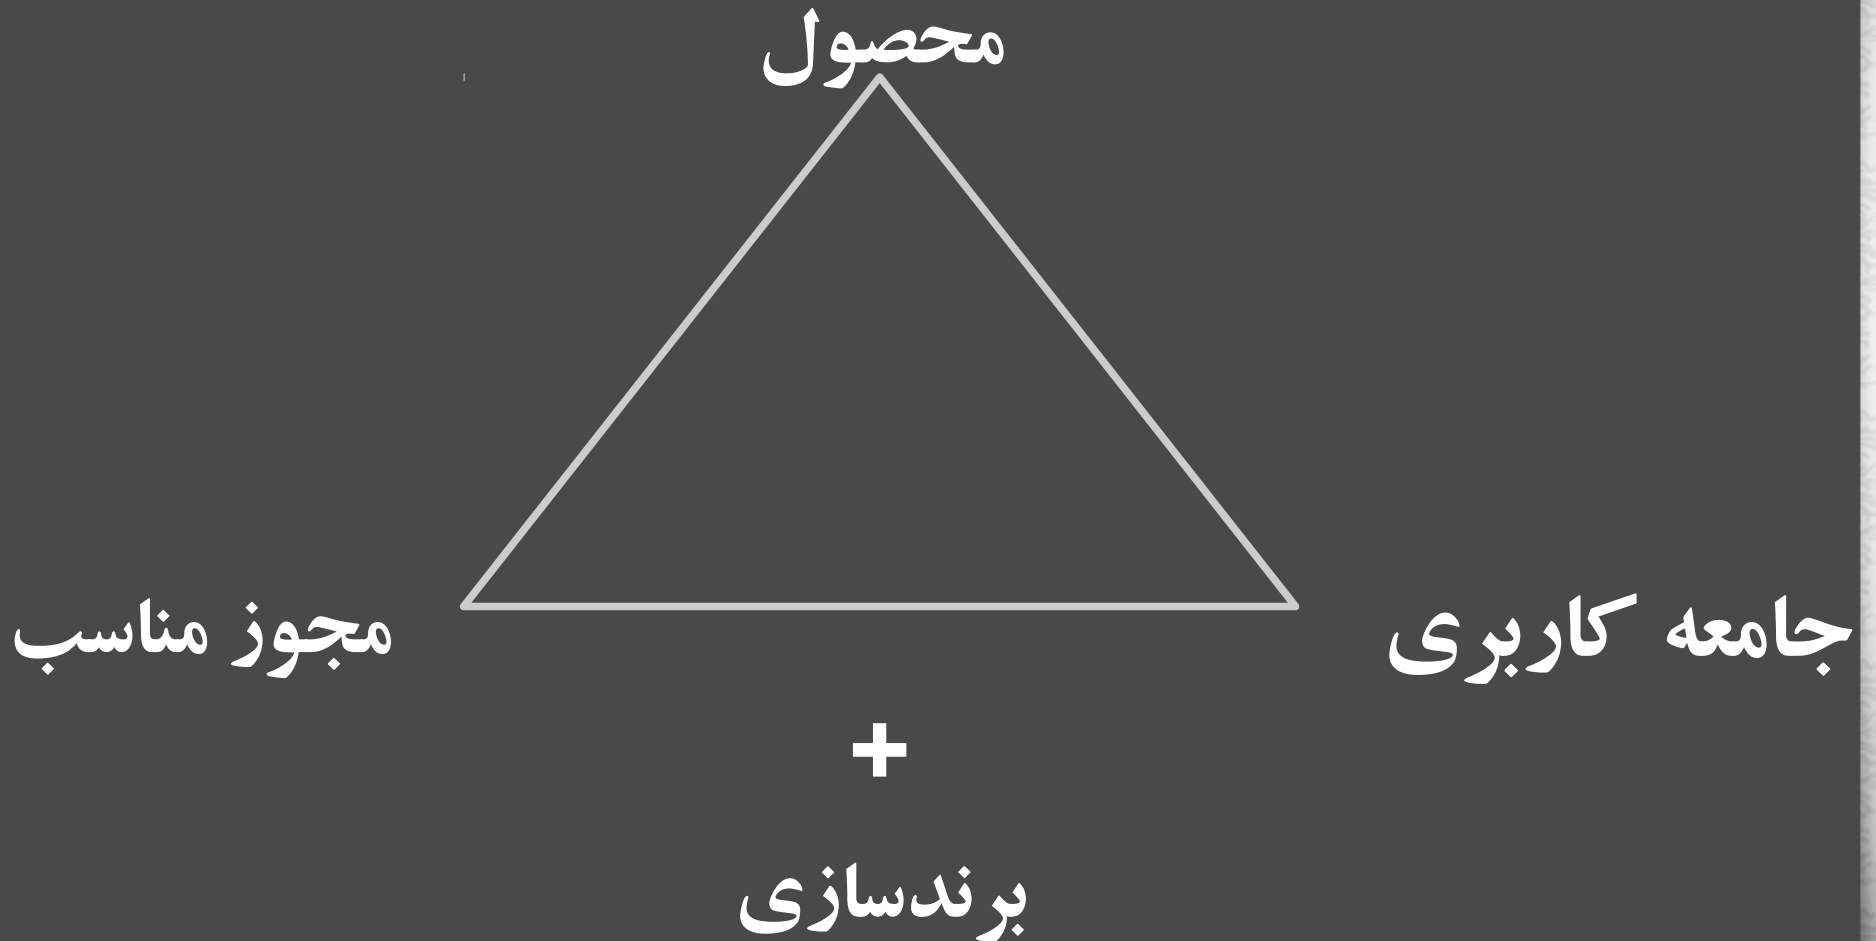 محصول
جامعه کاربری
مجوز مناسب
+
برندسازی